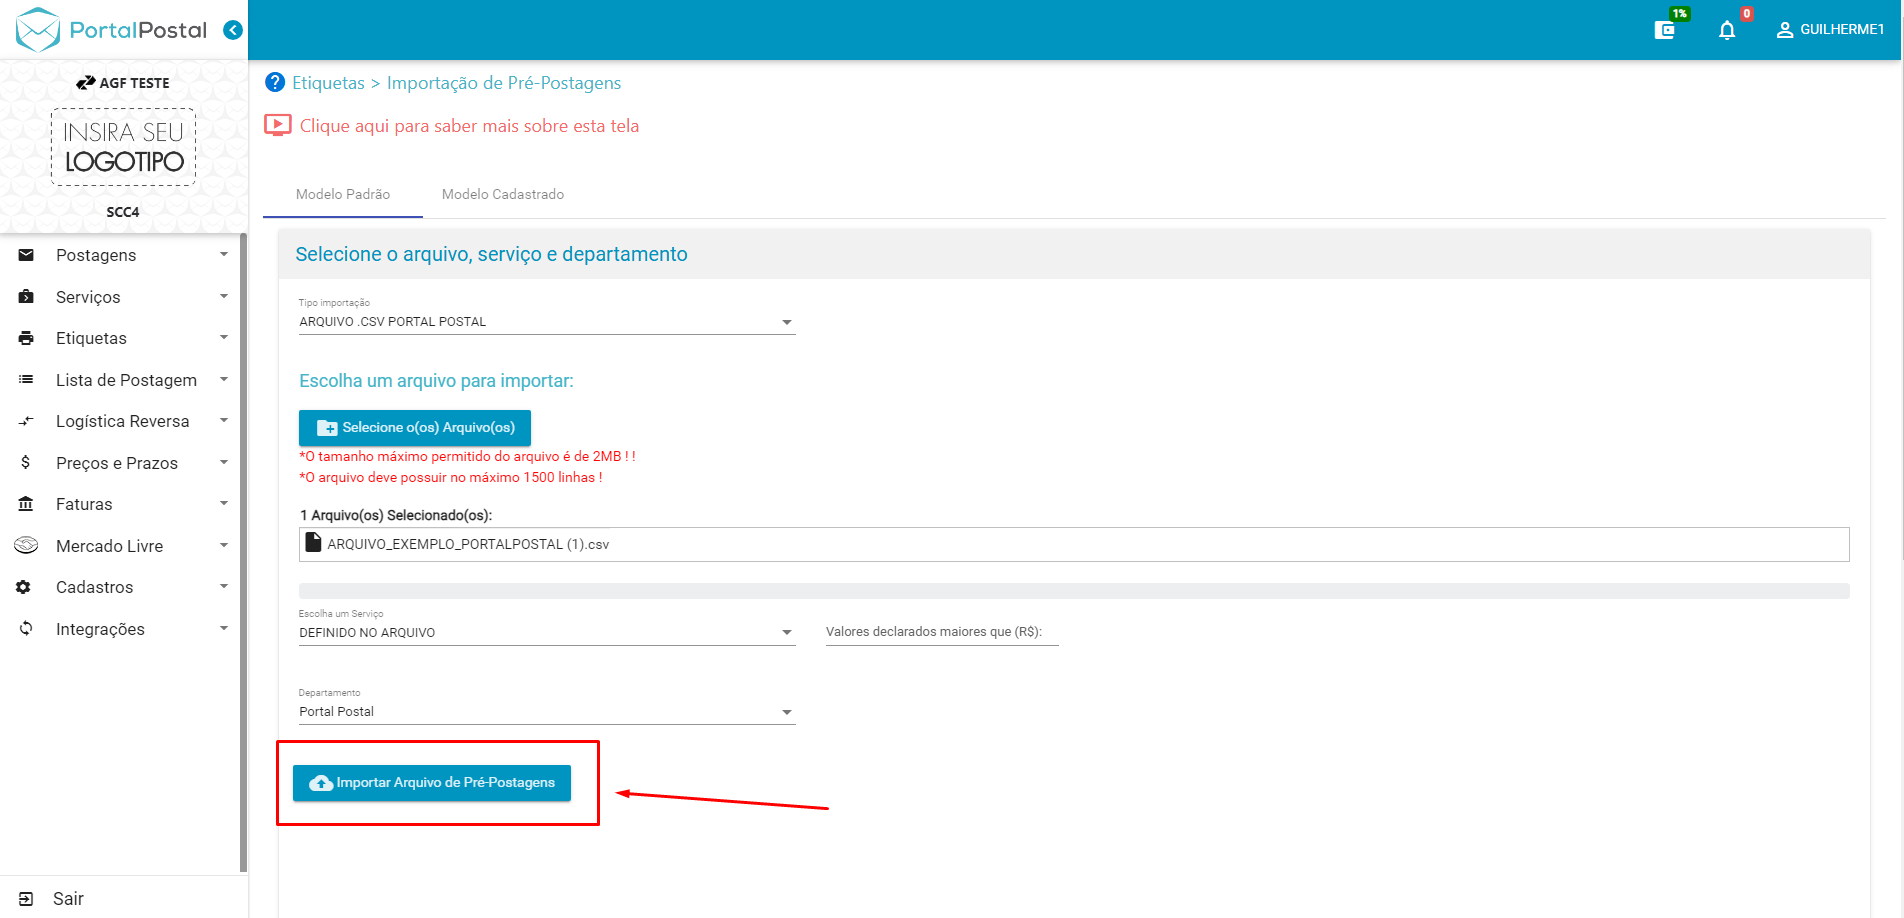 PortalPostal
1%
0
GUILHERME1
AGF TESTE
INSIRA SEU
LOGOTIPO
SCC4
Postagens
Serviços
Etiquetas
Lista de Postagem
Logística Reversa
Preços e Prazos
Faturas
Mercado Livre
Cadastros
Integrações
Sair
Etiquetas > Importação de Pré-Postagens
Clique aqui para saber mais sobre esta tela
Modelo Padrão
Modelo Cadastrado
Selecione o arquivo, serviço e departamento
Tipo importação
ARQUIVO .CSV PORTAL POSTAL
Escolha um arquivo para importar:
Selecione o(os) Arquivo(os)
*O tamanho máximo permitido do arquivo é de 2MB ! !
*O arquivo deve possuir no máximo 1500 linhas !
1 Arquivo(os) Selecionado(os):
ARQUIVO_EXEMPLO_PORTALPOSTAL (1).csv
Escolha um Serviço
DEFINIDO NO ARQUIVO
Valores declarados maiores que (R$):
Departamento
Portal Postal
Importar Arquivo de Pré-Postagens